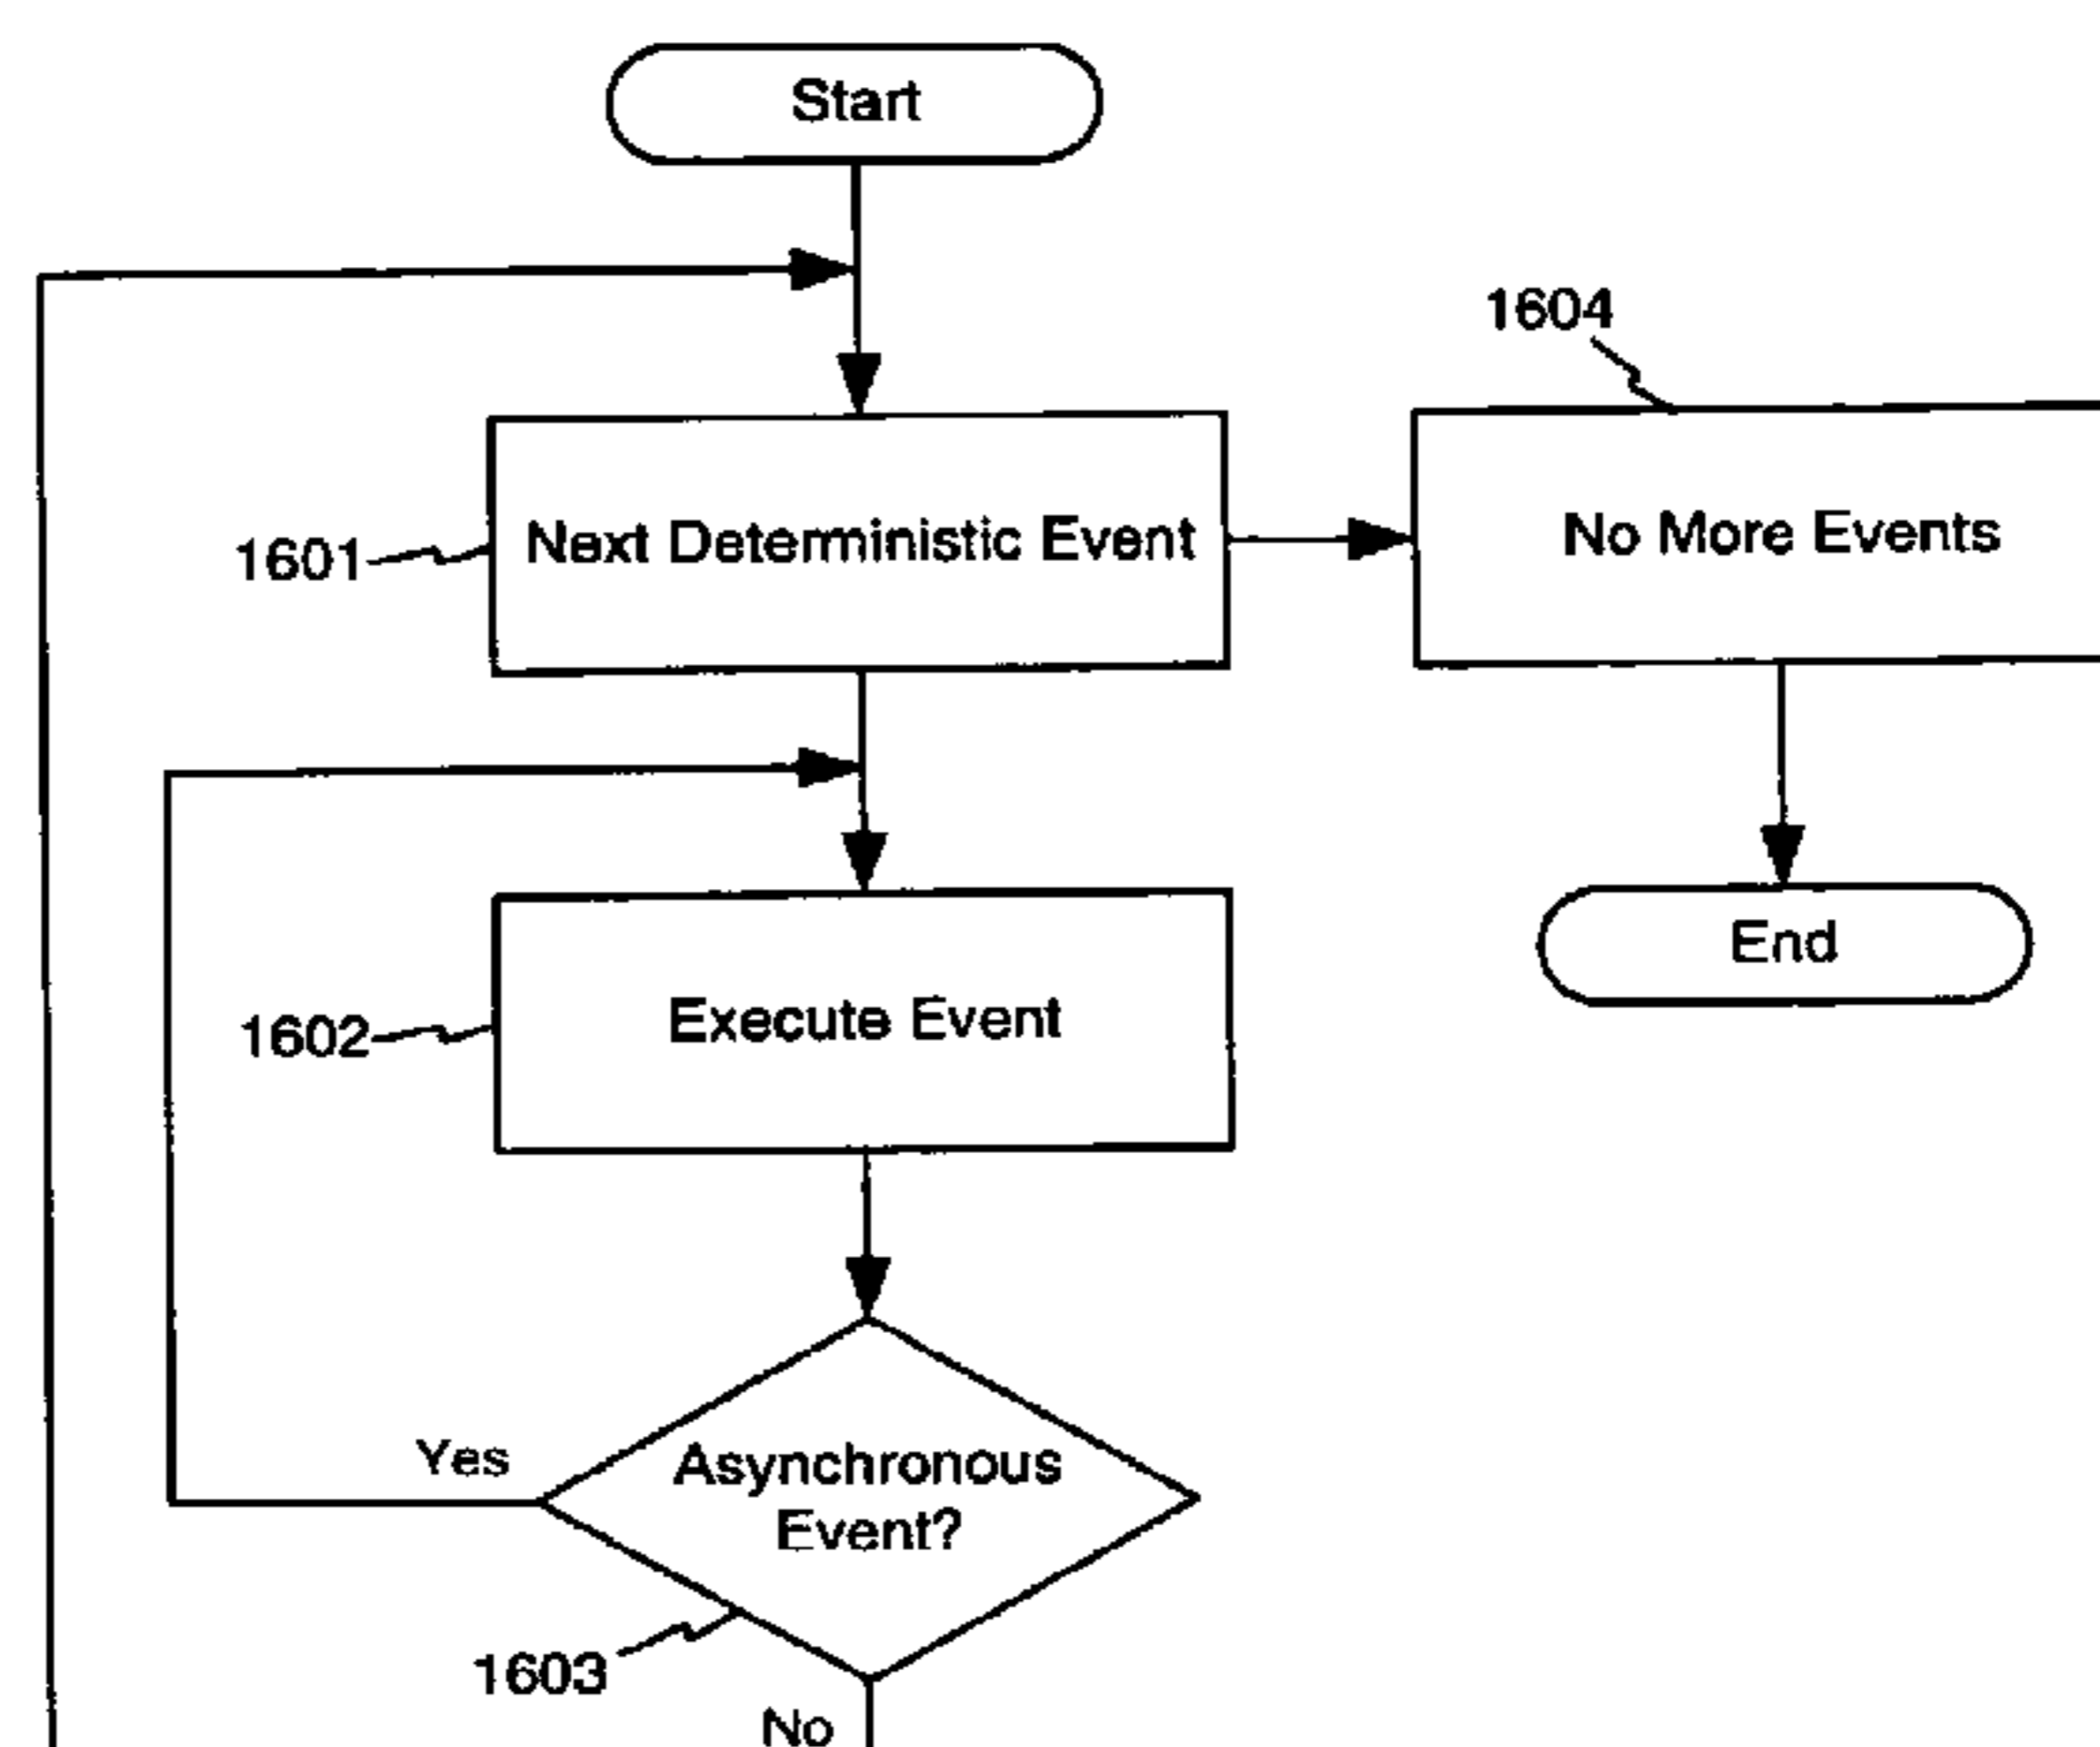 Start
1604
1601
Next Deterministic Event
No More Events
1602
Execute Event
End
Yes
Asynchronous
Event?
1603
No